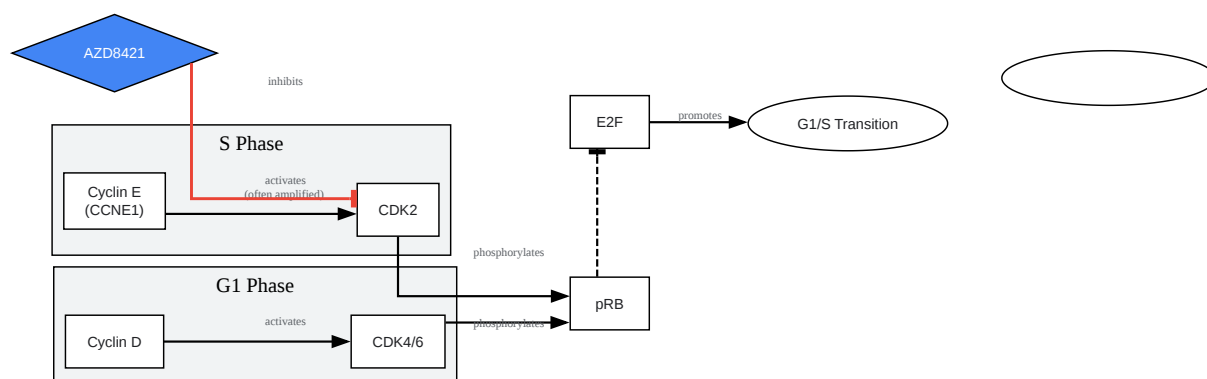 AZD8421
inhibits
S Phase
Cyclin E
(CCNE1)
activates
(often amplified)
CDK2
E2F
promotes
G1/S Transition
phosphorylates
G1 Phase
Cyclin D
activates
CDK4/6
phosphorylates
pRB